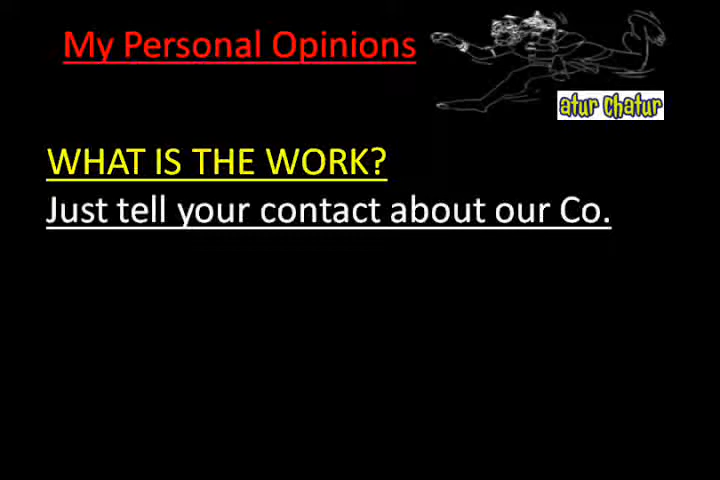 My Personal Opinions
atur chatur
WHAT IS THE WORK?
Just tell your contact about our Co.